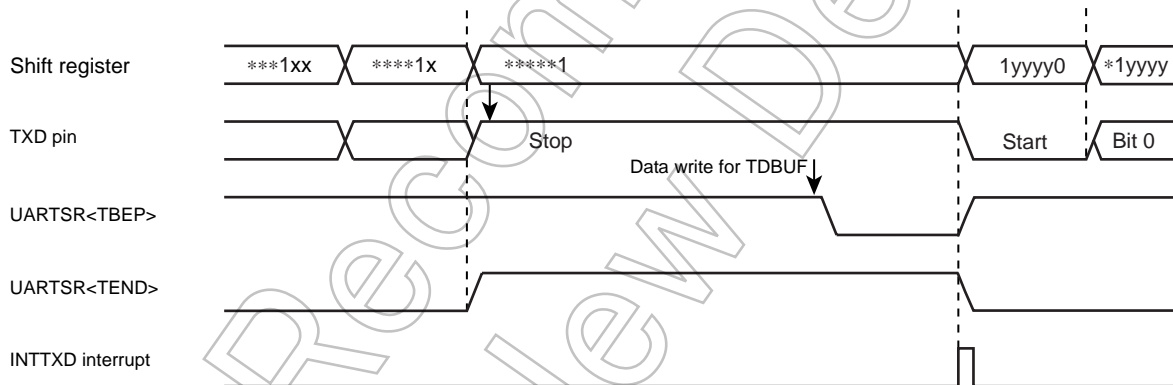 Shift register ***1xx ****1x *****1 1yyyy0 *1yyyy
TXD pin Stop Start Bit 0
Data write for TDBUF
UARTSR<TBEP>
UARTSR<TEND>
INTTXD interrupt